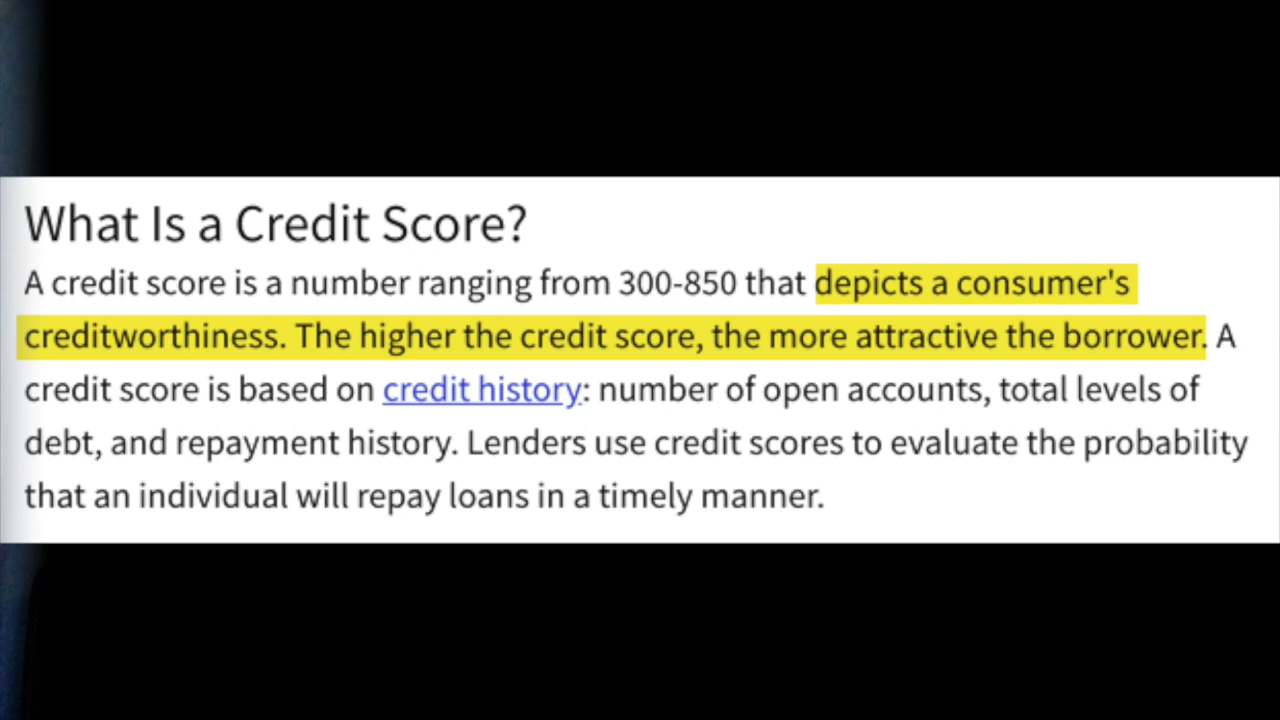 What Is a Credit Score?
A credit score is a number ranging from 300-850 that depicts a consumer's
creditworthiness. The higher the credit score, the more attractive the borrower. A
credit score is based on credit history: number of open accounts, total levels of
debt, and repayment history. Lenders use credit scores to evaluate the probability
that an individual will repay loans in a timely manner.